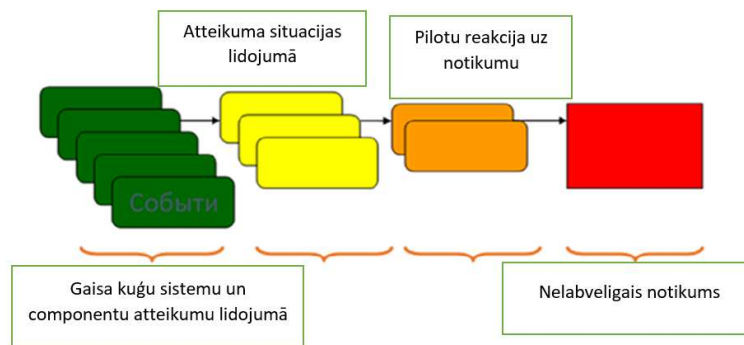 Atteikuma situacijas
lidojumā
Pilotu reakcija uz
notikumu
Событи
Gaisa kuģu sistemu un
componentu atteikumu lidojumā
Nelabveligais notikums